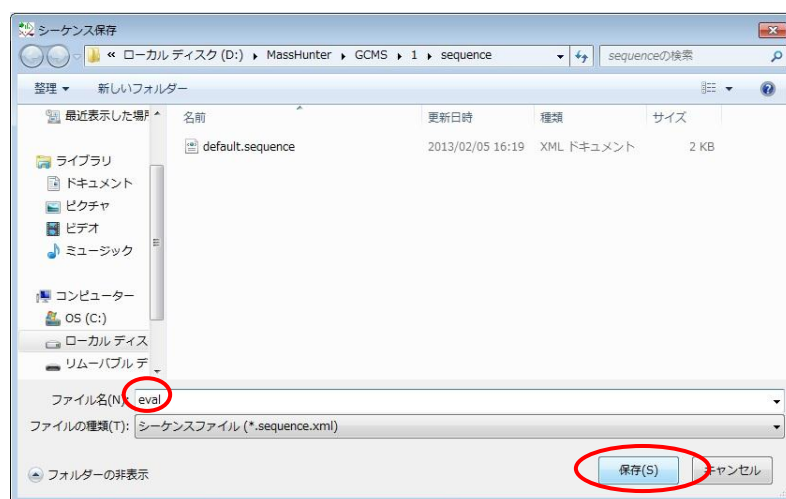 シーケンス保存
« ローカル ディスク (D:) ▸ MassHunter ▸ GCMS ▸ 1 ▸ sequence
sequenceの検索
整理 ▼ 新しいフォルダー
最近表示した場所
名前 更新日時 種類 サイズ
default.sequence 2013/02/05 16:19 XML ドキュメント 2 KB
ライブラリ
ドキュメント
ピクチャ
ビデオ
ミュージック
コンピューター
OS (C:)
ローカル ディス
リムーバブル デ
ファイル名(N): eval
ファイルの種類(T): シーケンスファイル (*.sequence.xml)
フォルダーの非表示
保存(S) キャンセル